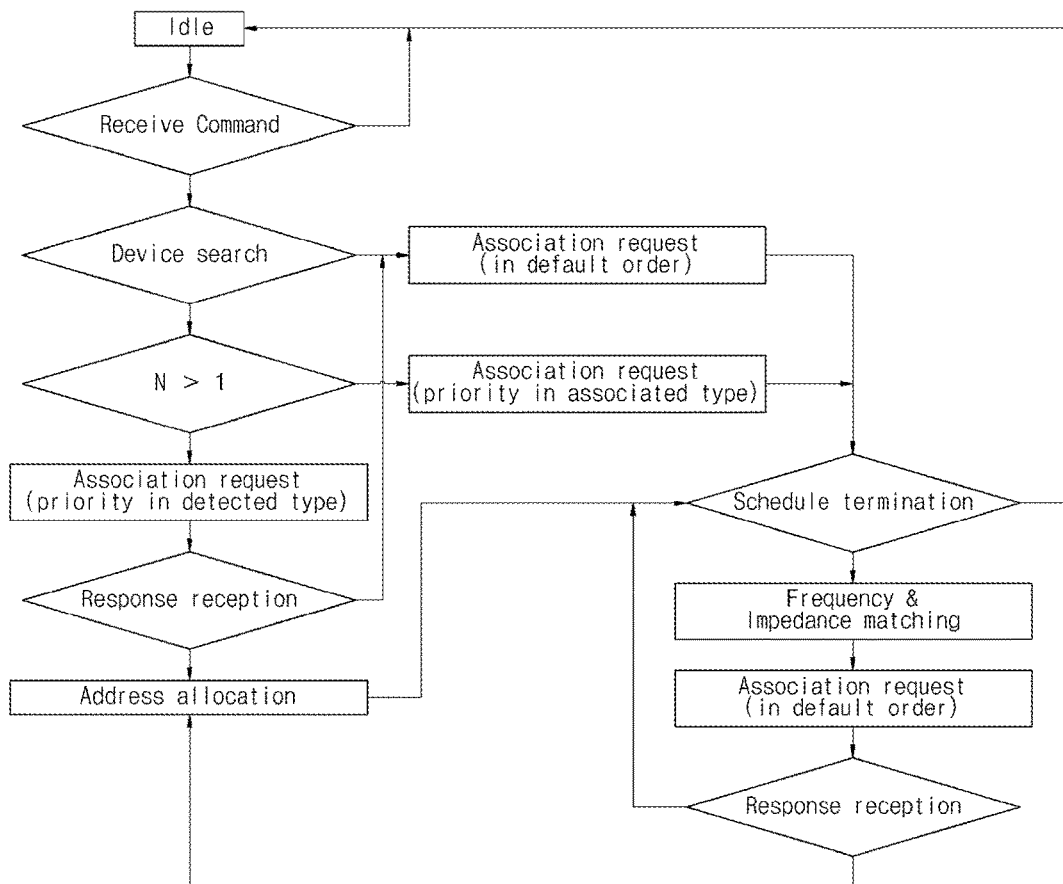 Idle
Receive Command
Device search
Association request
(in default order)
N > 1
Association request
(priority in associated type)
Association request
(priority in detected type)
Schedule termination
Response reception
Frequency &
Impedance matching
Address allocation
Association request
(in default order)
Response reception